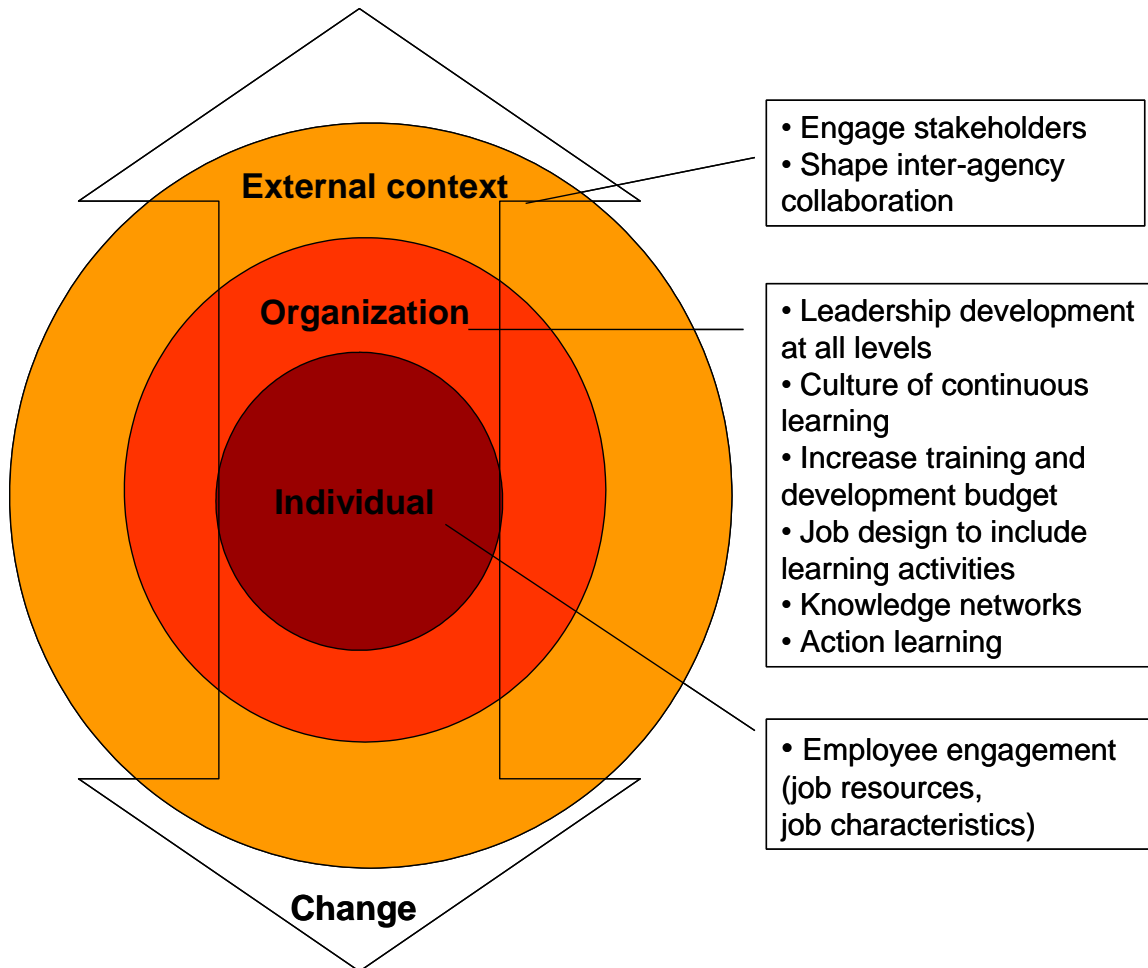 External context
Organization
Individual
Change
• Engage stakeholders
• Shape inter-agency
collaboration
• Leadership development
at all levels
• Culture of continuous
learning
• Increase training and
development budget
• Job design to include
learning activities
• Knowledge networks
• Action learning
• Employee engagement
(job resources,
job characteristics)